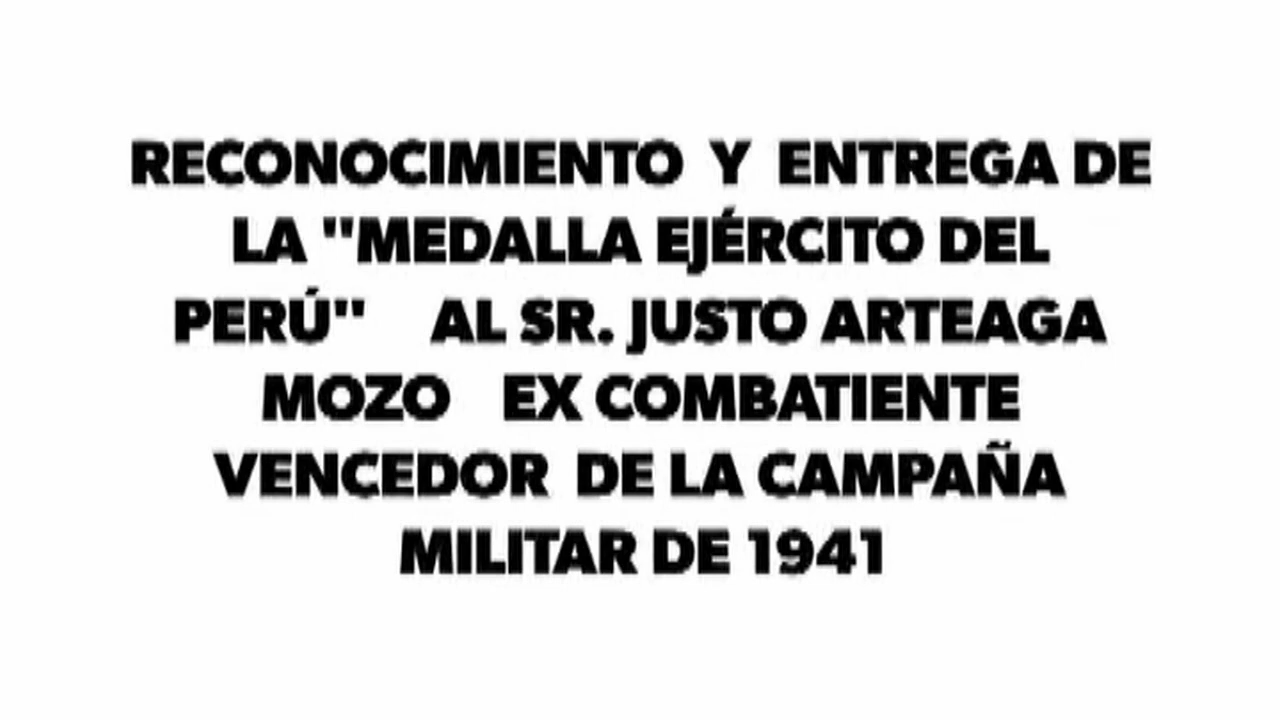 RECONOCIMIENTO Y ENTREGA DE
LA "MEDALLA EJÉRCITO DEL
PERÚ" AL SR. JUSTO ARTEAGA
MOZO EX COMBATIENTE
VENCEDOR DE LA CAMPAÑA
MILITAR DE 1941